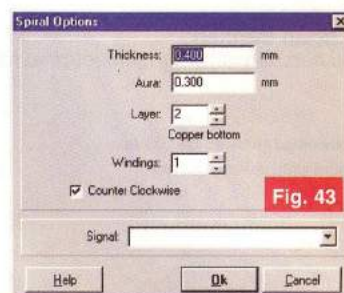 Spiral Options
Thickness: 0.400 mm
Aura: 0.300 mm
Layer: 2
Copper bottom
Windings: 1
Counter Clockwise
Fig. 43
Signal:
Help Ok Cancel